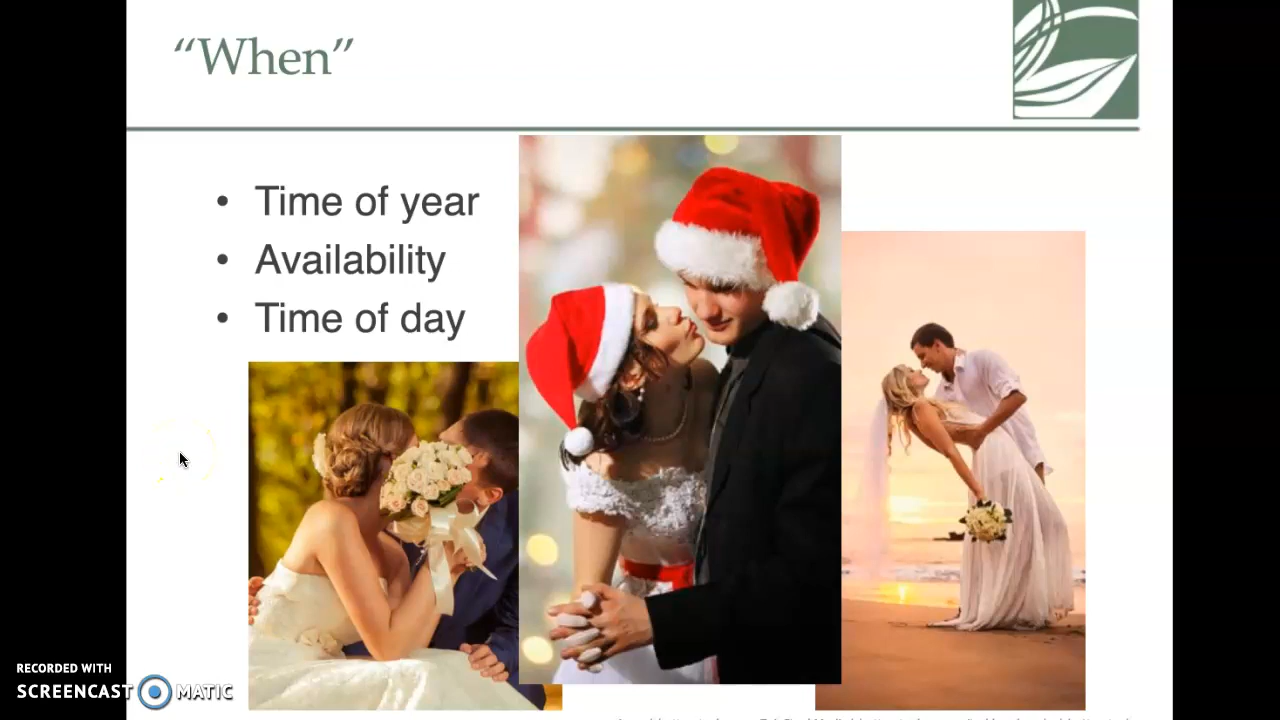 “When”
• Time of year
• Availability
• Time of day
RECORDED WITH
SCREENCAST MATIC